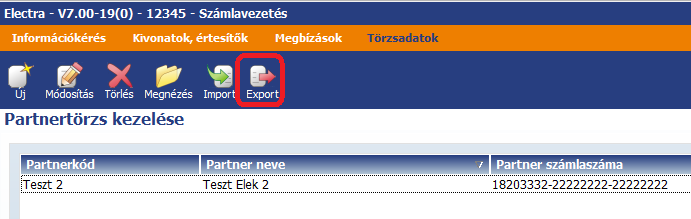 Electra - V7.00-19(0) - 12345 - Számlavezetés
Információkérés Kivonatok, értesítők Megbízások Törzsadatok
Új Módosítás Törlés Megnézés Import Export
Partnertörzs kezelése
Partnerkód Partner neve Partner számlaszáma
Teszt 2 Teszt Elek 2 18203332-22222222-22222222